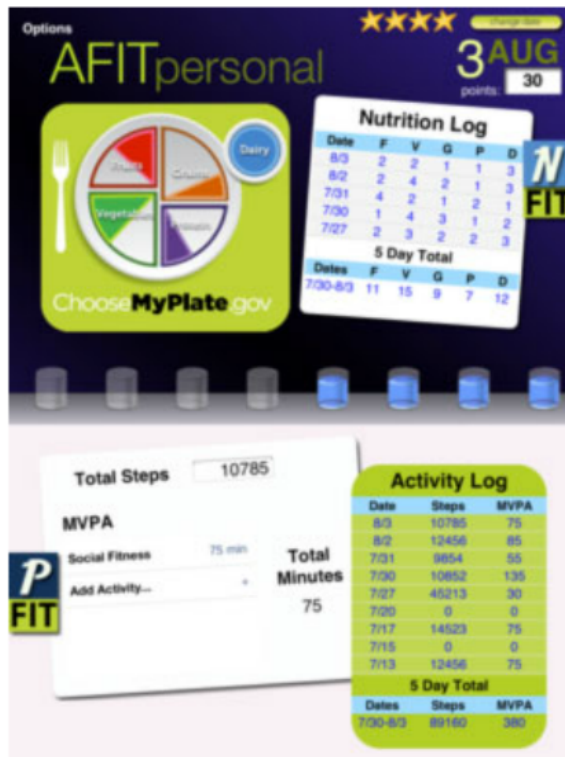 Options
change date
AFITpersonal
3 AUG
points: 30
Fruits
Grains
Dairy
Vegetables
Protein
ChooseMyPlate.gov
Nutrition Log
Date F V G P D
8/3 2 2 1 1 3
8/2 2 4 2 1 3
7/31 4 2 1 2 1
7/30 1 4 3 1 2
7/27 2 3 2 2 3
5 Day Total
Dates F V G P D
7/30-8/3 11 15 9 7 12
N
FIT
Total Steps 10785
MVPA
Social Fitness 75 min
Add Activity... +
Total
Minutes
75
P
FIT
Activity Log
Date Steps MVPA
8/3 10785 75
8/2 12456 85
7/31 9854 55
7/30 10852 135
7/27 45213 30
7/20 0 0
7/17 14523 75
7/15 0 0
7/13 12456 75
5 Day Total
Dates Steps MVPA
7/30-8/3 89160 380